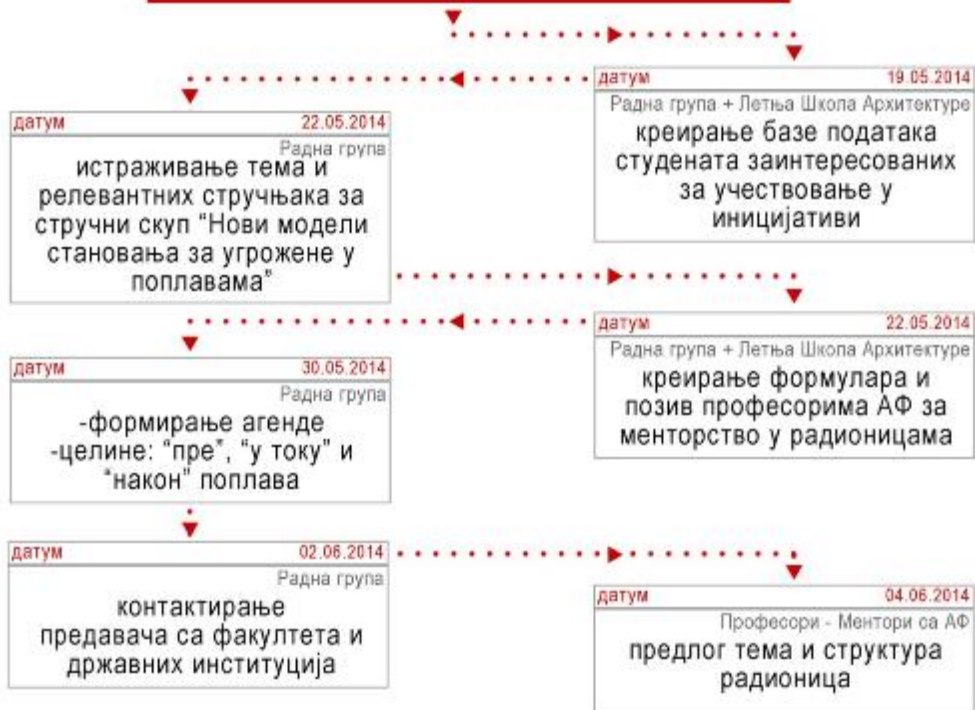 датум 19.05.2014
Радна група + Летња Школа Архитектуре
креирање базе података
студената заинтересованих
за учествовање у
иницијативи
датум 22.05.2014
Радна група
истраживање тема и
релевантних стручњака за
стручни скуп “Нови модели
становања за угрожене у
поплавама”
датум 22.05.2014
Радна група + Летња Школа Архитектуре
креирање формулара и
позив професорима АФ за
менторство у радионицама
датум 30.05.2014
Радна група
-формирање агенде
-целине: “пре”, “у току” и
“након” поплава
датум 02.06.2014
Радна група
контактирање
предавача са факултета и
државних институција
датум 04.06.2014
Професори - Ментори са АФ
предлог тема и структура
радионица